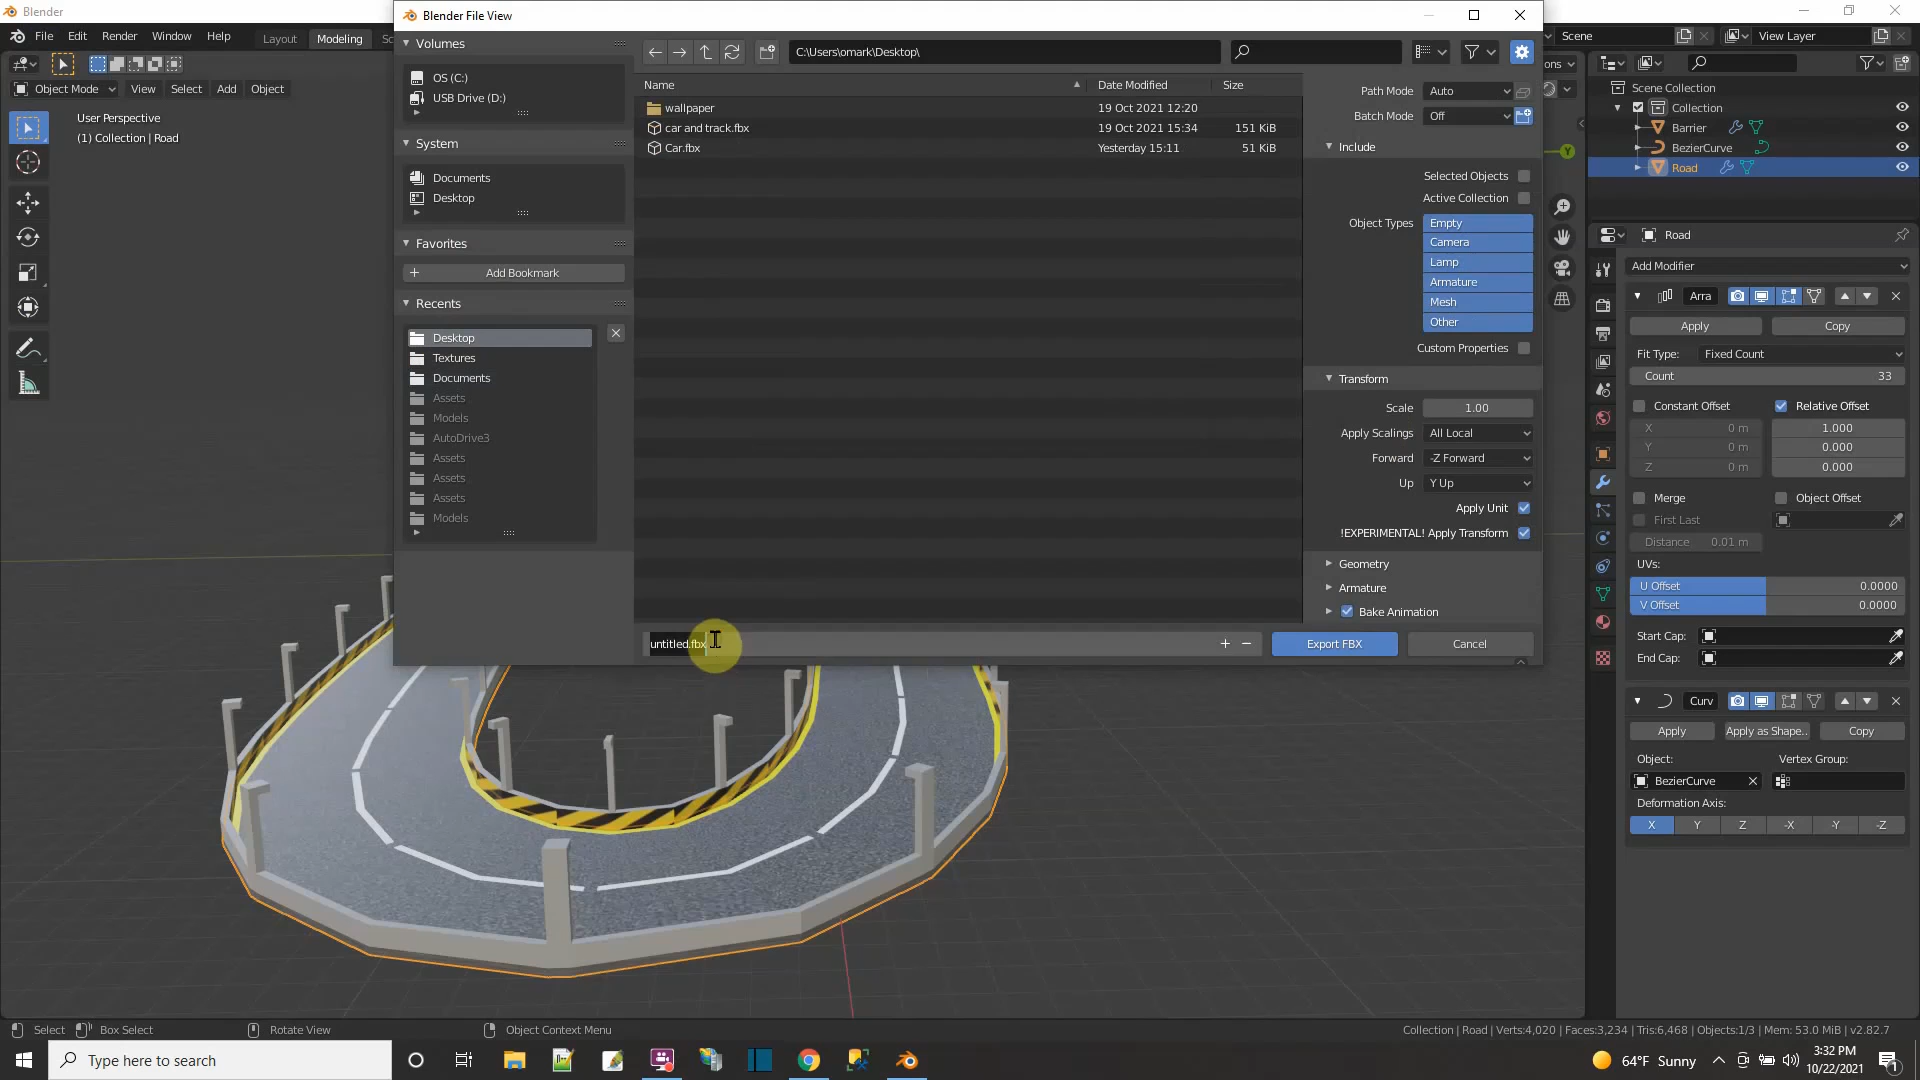 Blender
File Edit Render Window Help Layout Modeling Sc
Object Mode View Select Add Object
User Perspective
(1) Collection | Road
Blender File View
Volumes
OS (C:)
USB Drive (D:)
System
Documents
Desktop
Favorites
+ Add Bookmark
Recents
Desktop
Textures
Documents
Assets
Models
AutoDrive3
Assets
Assets
Assets
Models
C:\Users\omark\Desktop\
Name Date Modified Size
wallpaper 19 Oct 2021 12:20
car and track.fbx 19 Oct 2021 15:34 151 KiB
Car.fbx Yesterday 15:11 51 KiB
Path Mode Auto
Batch Mode Off
Include
Selected Objects
Active Collection
Object Types Empty
Camera
Lamp
Armature
Mesh
Other
Custom Properties
Transform
Scale 1.00
Apply Scalings All Local
Forward -Z Forward
Up Y Up
Apply Unit
!EXPERIMENTAL! Apply Transform
Geometry
Armature
Bake Animation
untitled.fbx + − Export FBX Cancel
ons
Y
Scene View Layer
Scene Collection
Collection
Barrier
BezierCurve
Road
Road
Add Modifier
Arra
Apply Copy
Fit Type: Fixed Count
Count 33
Constant Offset Relative Offset
X 0 m 1.000
Y 0 m 0.000
Z 0 m 0.000
Merge Object Offset
First Last
Distance 0.01 m
UVs:
U Offset 0.0000
V Offset 0.0000
Start Cap:
End Cap:
Curv
Apply Apply as Shape.. Copy
Object: Vertex Group:
BezierCurve
Deformation Axis:
X Y Z -X -Y -Z
Select Box Select Rotate View Object Context Menu
Collection | Road | Verts:4,020 | Faces:3,234 | Tris:6,468 | Objects:1/3 | Mem: 53.0 MiB | v2.82.7
Type here to search
64°F Sunny
3:32 PM
10/22/2021
1